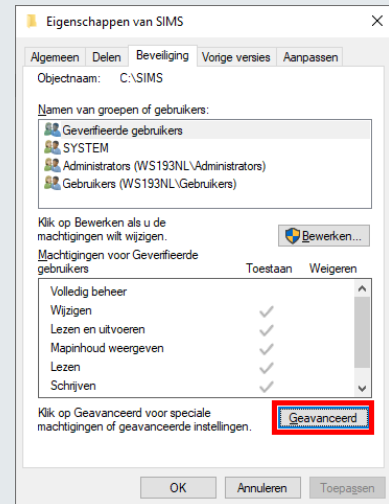 Eigenschappen van SIMS
Algemeen Delen Beveiliging Vorige versies Aanpassen
Objectnaam: C:\SIMS
Namen van groepen of gebruikers:
Geverifieerde gebruikers
SYSTEM
Administrators (WS193NL\Administrators)
Gebruikers (WS193NL\Gebruikers)
Klik op Bewerken als u de
machtigingen wilt wijzigen.
Bewerken...
Machtigingen voor Geverifieerde
gebruikers Toestaan Weigeren
Volledig beheer
Wijzigen
Lezen en uitvoeren
Mapinhoud weergeven
Lezen
Schrijven
Klik op Geavanceerd voor speciale
machtigingen of geavanceerde instellingen.
Geavanceerd
OK Annuleren Toepassen